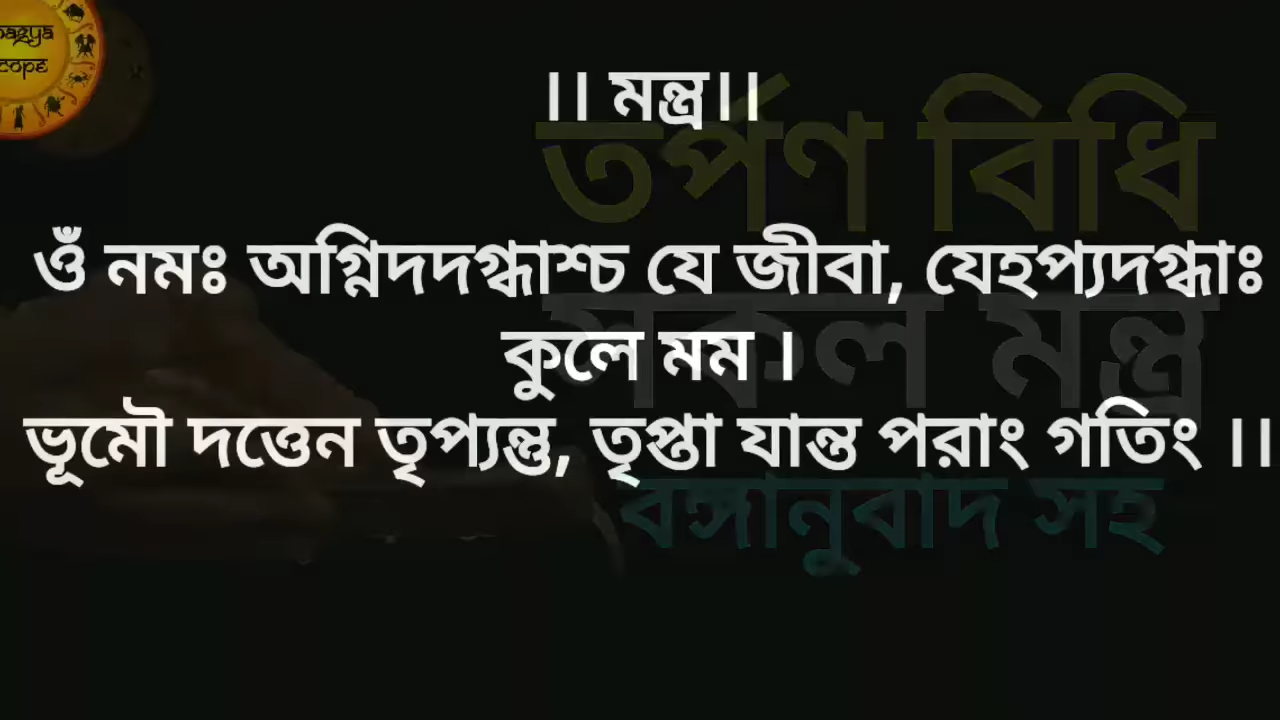 ।। মন্ত্র।।
তর্পণ বিধি
ওঁ নমঃ অগ্নিদদগ্ধাশ্চ যে জীবা, যেহপ্যদগ্ধাঃ
কুলে মম ।
সকল মন্ত্র
ভূমৌ দত্তেন তৃপ্যন্তু, তৃপ্তা যান্ত পরাং গতিং ।।
বঙ্গানুবাদ সহ